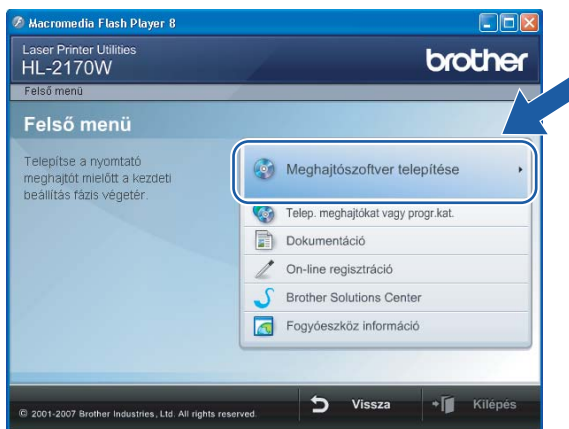 Macromedia Flash Player 8
Laser Printer Utilities
HL-2170W
brother
Felső menü
Felső menü
Telepítse a nyomtató
meghajtót mielőtt a kezdeti
beállítás fázis végetér.
Meghajtószoftver telepítése
Telep. meghajtókat vagy progr.kat.
Dokumentáció
On-line regisztráció
Brother Solutions Center
Fogyóeszköz információ
© 2001-2007 Brother Industries, Ltd. All rights reserved.
Vissza
Kilépés